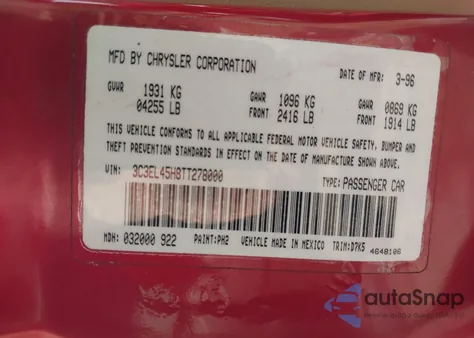 MFD BY CHRYSLER CORPORATION DATE OF MFR: 3-96
GVWR 1931 KG GAWR 1096 KG GAWR 0869 KG
04255 LB FRONT 2416 LB FRONT 1914 LB
THIS VEHICLE CONFORMS TO ALL APPLICABLE FEDERAL MOTOR VEHICLE SAFETY, BUMPER AND
THEFT PREVENTION STANDARDS IN EFFECT ON THE DATE OF MANUFACTURE SHOWN ABOVE.
VIN: 3C3EL45H8TT278000 TYPE: PASSENGER CAR
MDH: 032000 922 PAINT: PH2 VEHICLE MADE IN MEXICO TRIM: D7K5
4648106
autoSnap